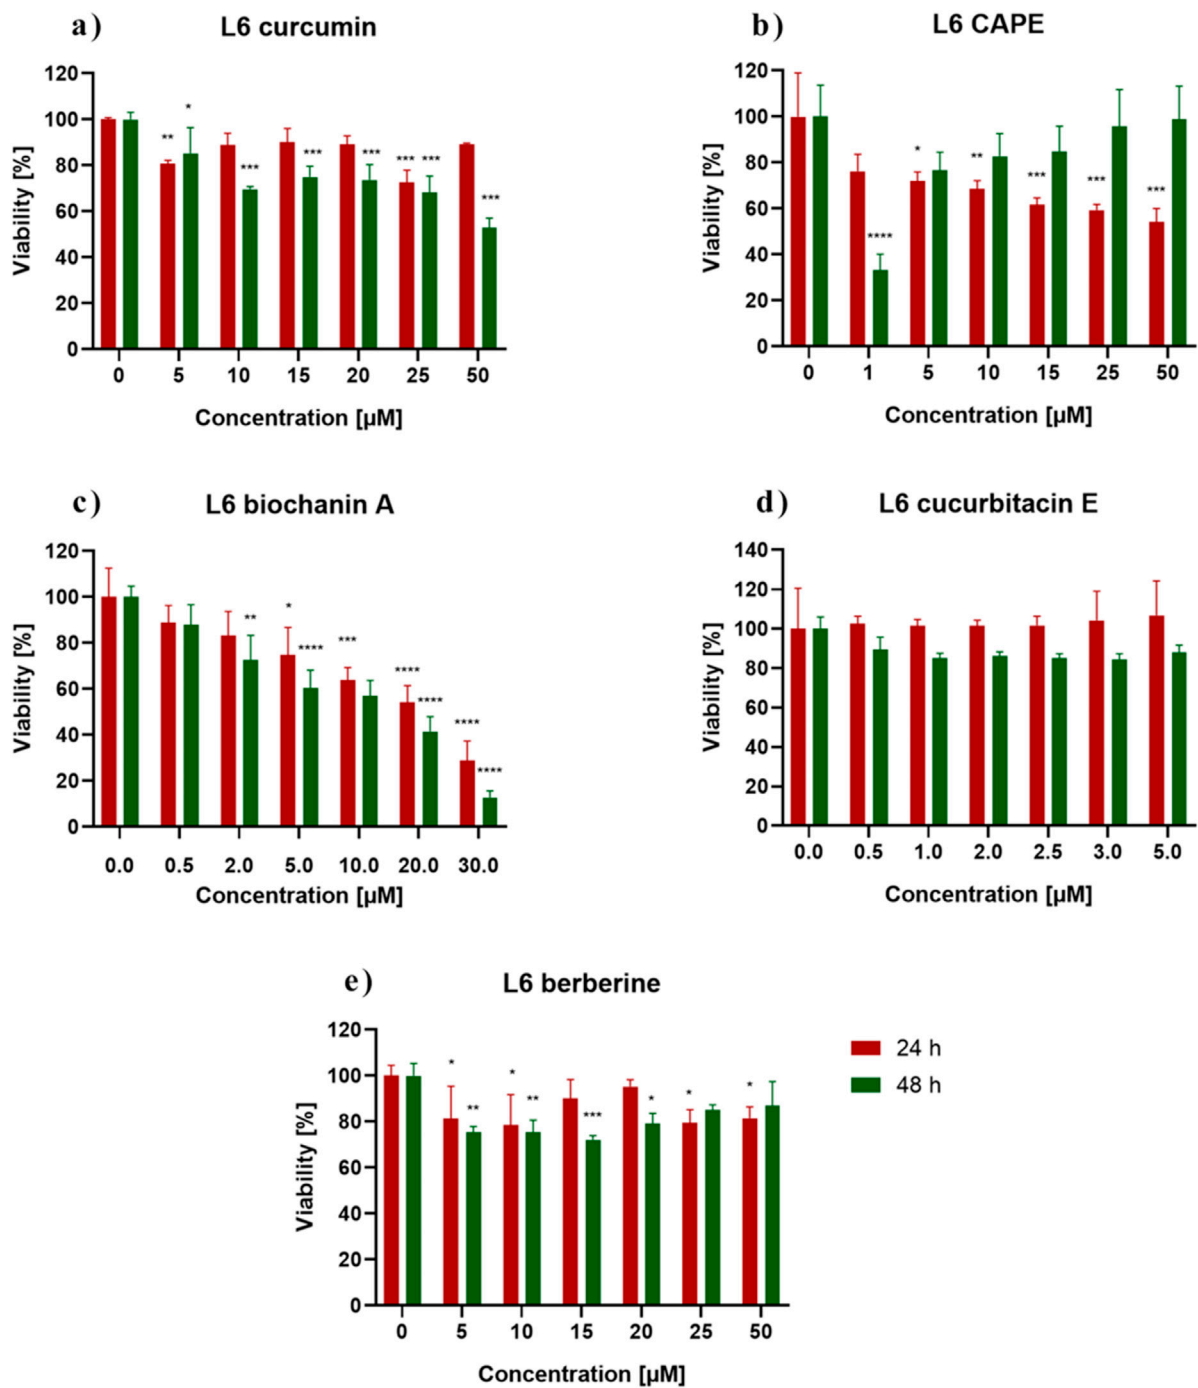 a)
L6 curcumin
120
100
80
60
40
20
0
Viability [%]
**
*
***
***
***
***
***
***
0 5 10 15 20 25 50
Concentration [µM]
b)
L6 CAPE
120
100
80
60
40
20
0
Viability [%]
****
*
**
***
***
***
0 1 5 10 15 25 50
Concentration [µM]
c)
L6 biochanin A
120
100
80
60
40
20
0
Viability [%]
**
*
****
***
****
****
****
****
0.0 0.5 2.0 5.0 10.0 20.0 30.0
Concentration [µM]
d)
L6 cucurbitacin E
140
120
100
80
60
40
20
0
Viability [%]
0.0 0.5 1.0 2.0 2.5 3.0 5.0
Concentration [µM]
e)
L6 berberine
120
100
80
60
40
20
0
Viability [%]
*
**
*
**
***
*
*
*
0 5 10 15 20 25 50
Concentration [µM]
24 h
48 h